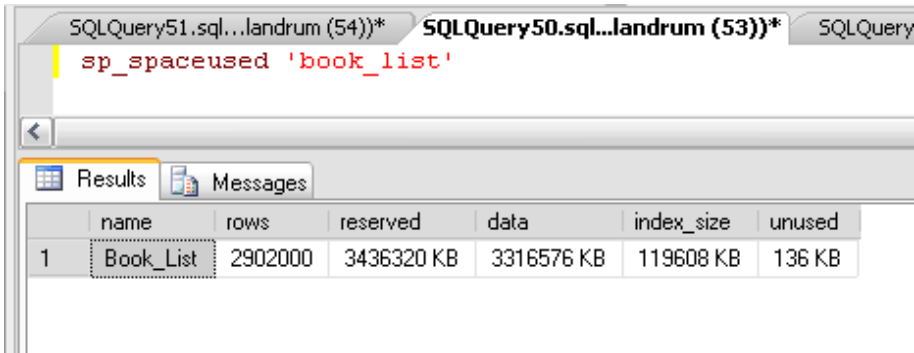 SQLQuery51.sql...landrum (54))* SQLQuery50.sql...landrum (53))* SQLQuery
sp_spaceused 'book_list'
Results Messages
name rows reserved data index_size unused
1 Book_List 2902000 3436320 KB 3316576 KB 119608 KB 136 KB